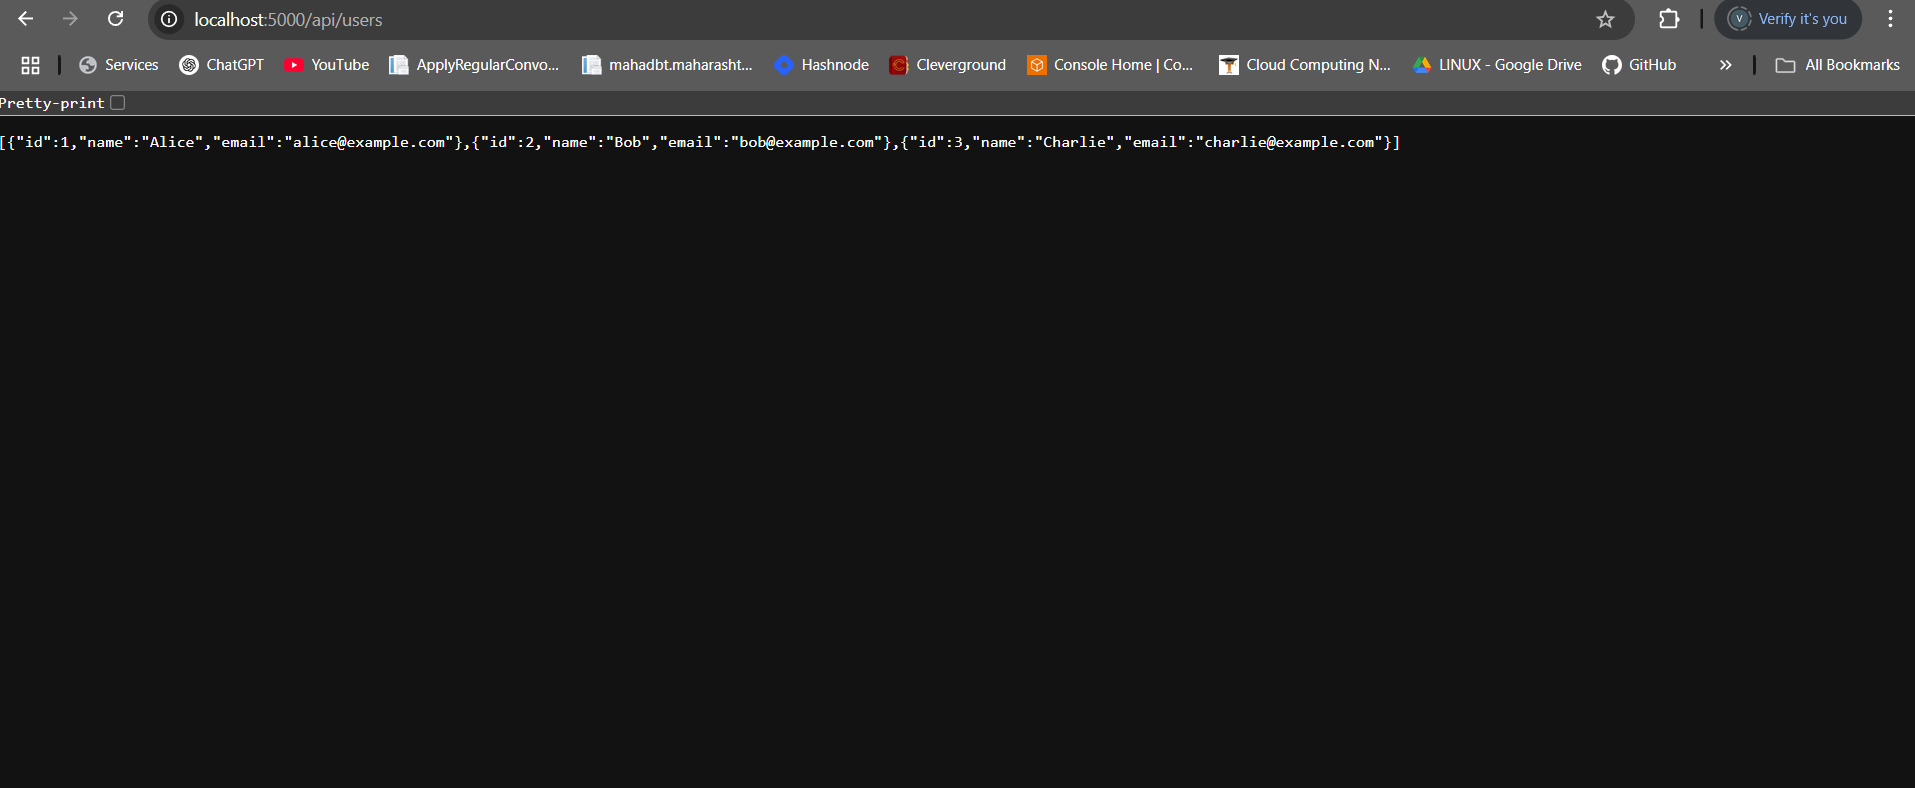 localhost:5000/api/users
V Verify it's you
Services ChatGPT YouTube ApplyRegularConvo... mahadbt.maharasht... Hashnode Cleverground Console Home | Co... Cloud Computing N... LINUX - Google Drive GitHub » All Bookmarks
Pretty-print
[{"id":1,"name":"Alice","email":"alice@example.com"},{"id":2,"name":"Bob","email":"bob@example.com"},{"id":3,"name":"Charlie","email":"charlie@example.com"}]